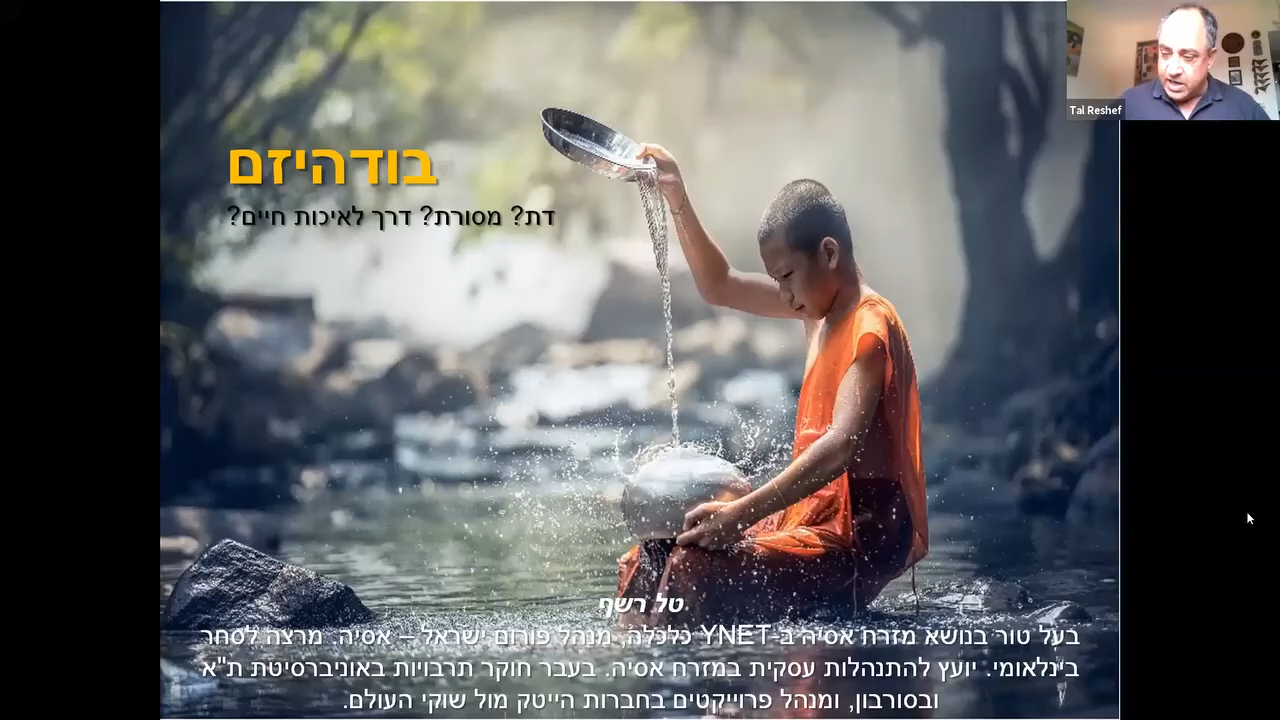 Tal Reshef
בודהיזם
דת? מסורת? דרך לאיכות חיים?
טל רשף
בעל טור בנושא מזרח אסיה ב-YNET כלכלה, מנהל פורום ישראל – אסיה. מרצה לסחר
בינלאומי. יועץ להתנהלות עסקית במזרח אסיה. בעבר חוקר תרבויות באוניברסיטת ת"א
ובסורבון, ומנהל פרוייקטים בחברות הייטק מול שוקי העולם.